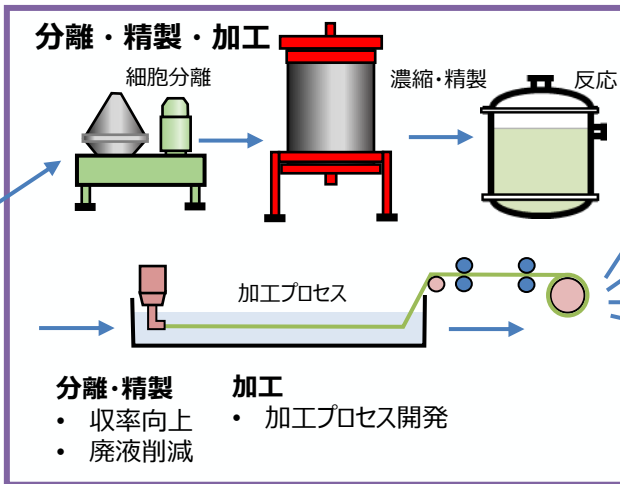 分離・精製・加工
細胞分離
濃縮・精製
反応
加工プロセス
分離・精製
• 収率向上
• 廃液削減
加工
• 加工プロセス開発